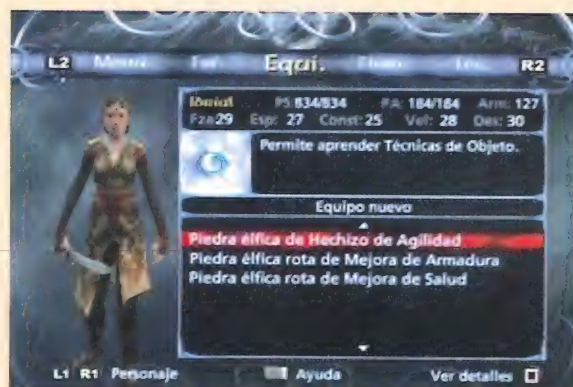 L2 Equi. R2
Idrial PS 834/834 PA: 184/184 Arm: 127
Fza 29 Esp: 27 Const: 25 Vel: 28 Des: 30
Permite aprender Técnicas de Objeto.
Equipo nuevo
Piedra élfica de Hechizo de Agilidad
Piedra élfica rota de Mejora de Armadura
Piedra élfica rota de Mejora de Salud
L1 R1 Personaje Ayuda Ver detalles